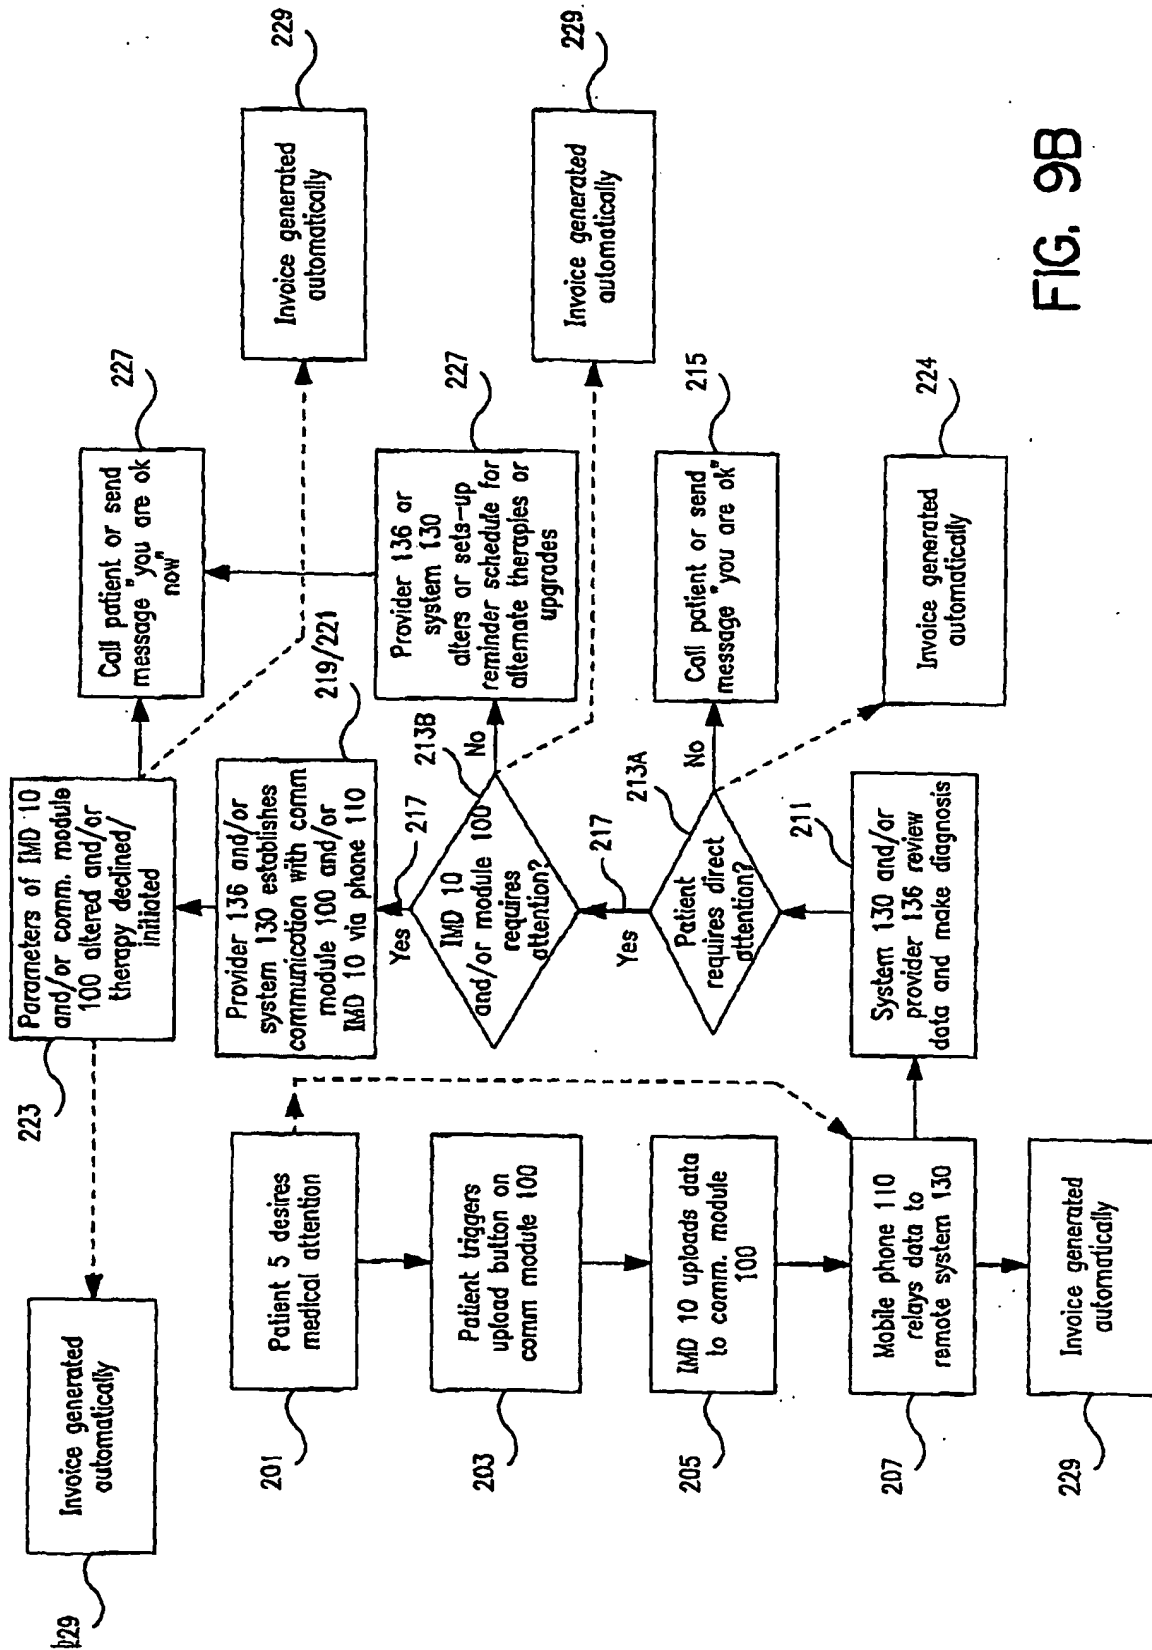 Invoice generated
automatically
229
Parameters of IMD 10
and/or comm. module
100 altered and/or
therapy declined/
initiated
223
Call patient or send
message "you are ok
now"
227
Invoice generated
automatically
229
Patient 5 desires
medical attention
201
Provider 136 and/or
system 130 establishes
communication with comm
module 100 and/or
IMD 10 via phone 110
219/221
Yes
217
Patient triggers
upload button on
comm module 100
203
IMD 10
and/or module 100
requires
attention?
213B
No
Provider 136 or
system 130
alters or sets-up
reminder schedule for
alternate therapies or
upgrades
227
Invoice generated
automatically
229
Yes
217
IMD 10 uploads data
to comm. module
100
205
Patient
requires direct
attention?
213A
No
Call patient or send
message "you are ok"
215
Mobile phone 110
relays data to
remote system 130
207
System 130 and/or
provider 136 review
data and make diagnosis
211
Invoice generated
automatically
224
Invoice generated
automatically
229
FIG. 9B